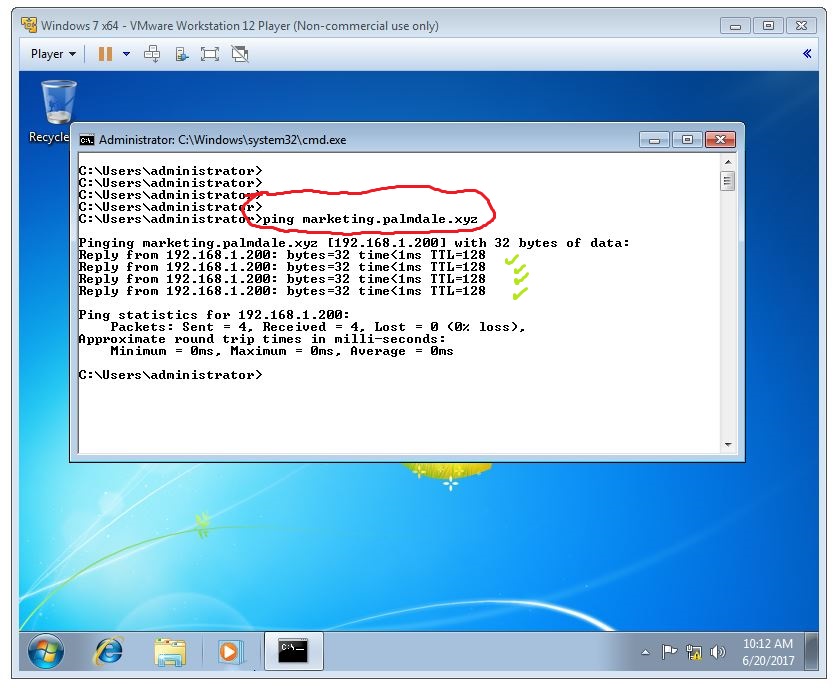 Windows 7 x64 - VMware Workstation 12 Player (Non-commercial use only)
Player
Recycle
Administrator: C:\Windows\system32\cmd.exe
C:\Users\administrator>
C:\Users\administrator>
C:\Users\administrator>
C:\Users\administrator>
C:\Users\administrator>ping marketing.palmdale.xyz
Pinging marketing.palmdale.xyz [192.168.1.200] with 32 bytes of data:
Reply from 192.168.1.200: bytes=32 time<1ms TTL=128
Reply from 192.168.1.200: bytes=32 time<1ms TTL=128
Reply from 192.168.1.200: bytes=32 time<1ms TTL=128
Reply from 192.168.1.200: bytes=32 time<1ms TTL=128
Ping statistics for 192.168.1.200:
    Packets: Sent = 4, Received = 4, Lost = 0 (0% loss),
Approximate round trip times in milli-seconds:
    Minimum = 0ms, Maximum = 0ms, Average = 0ms
C:\Users\administrator>
10:12 AM
6/20/2017